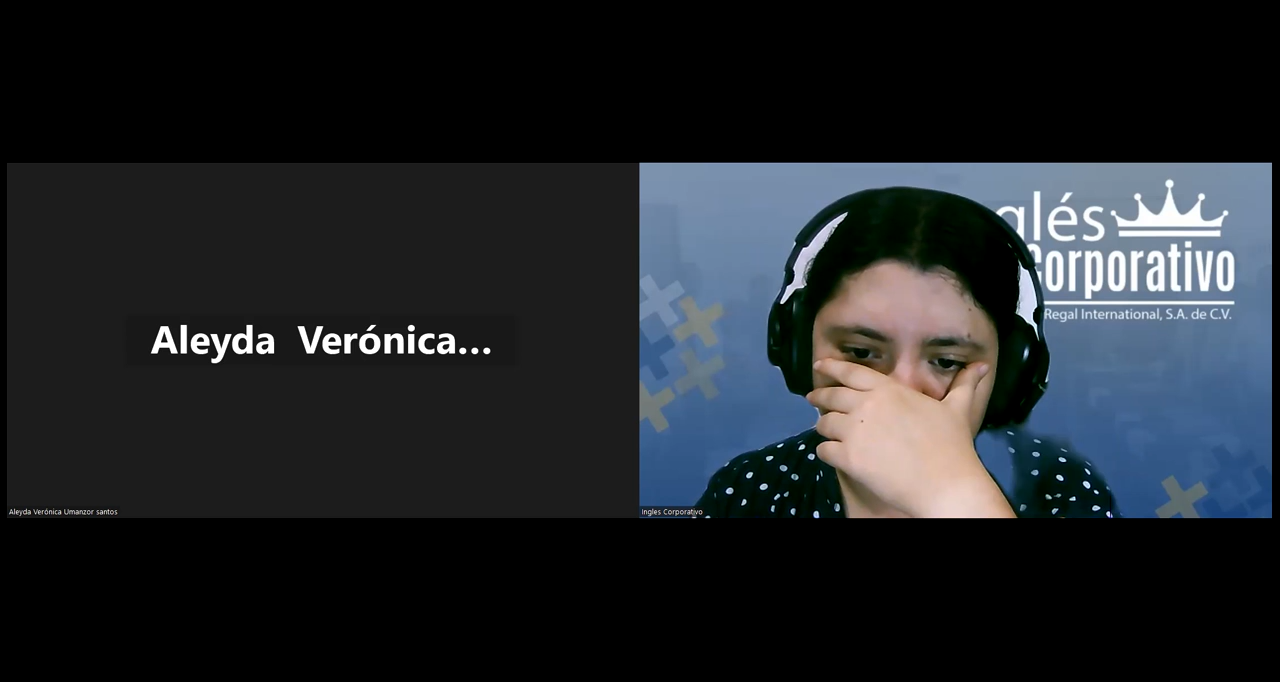 Aleyda Verónica...
Aleyda Verónica Umanzor santos
glés
Corporativo
Regal International, S.A. de C.V.
Ingles Corporativo